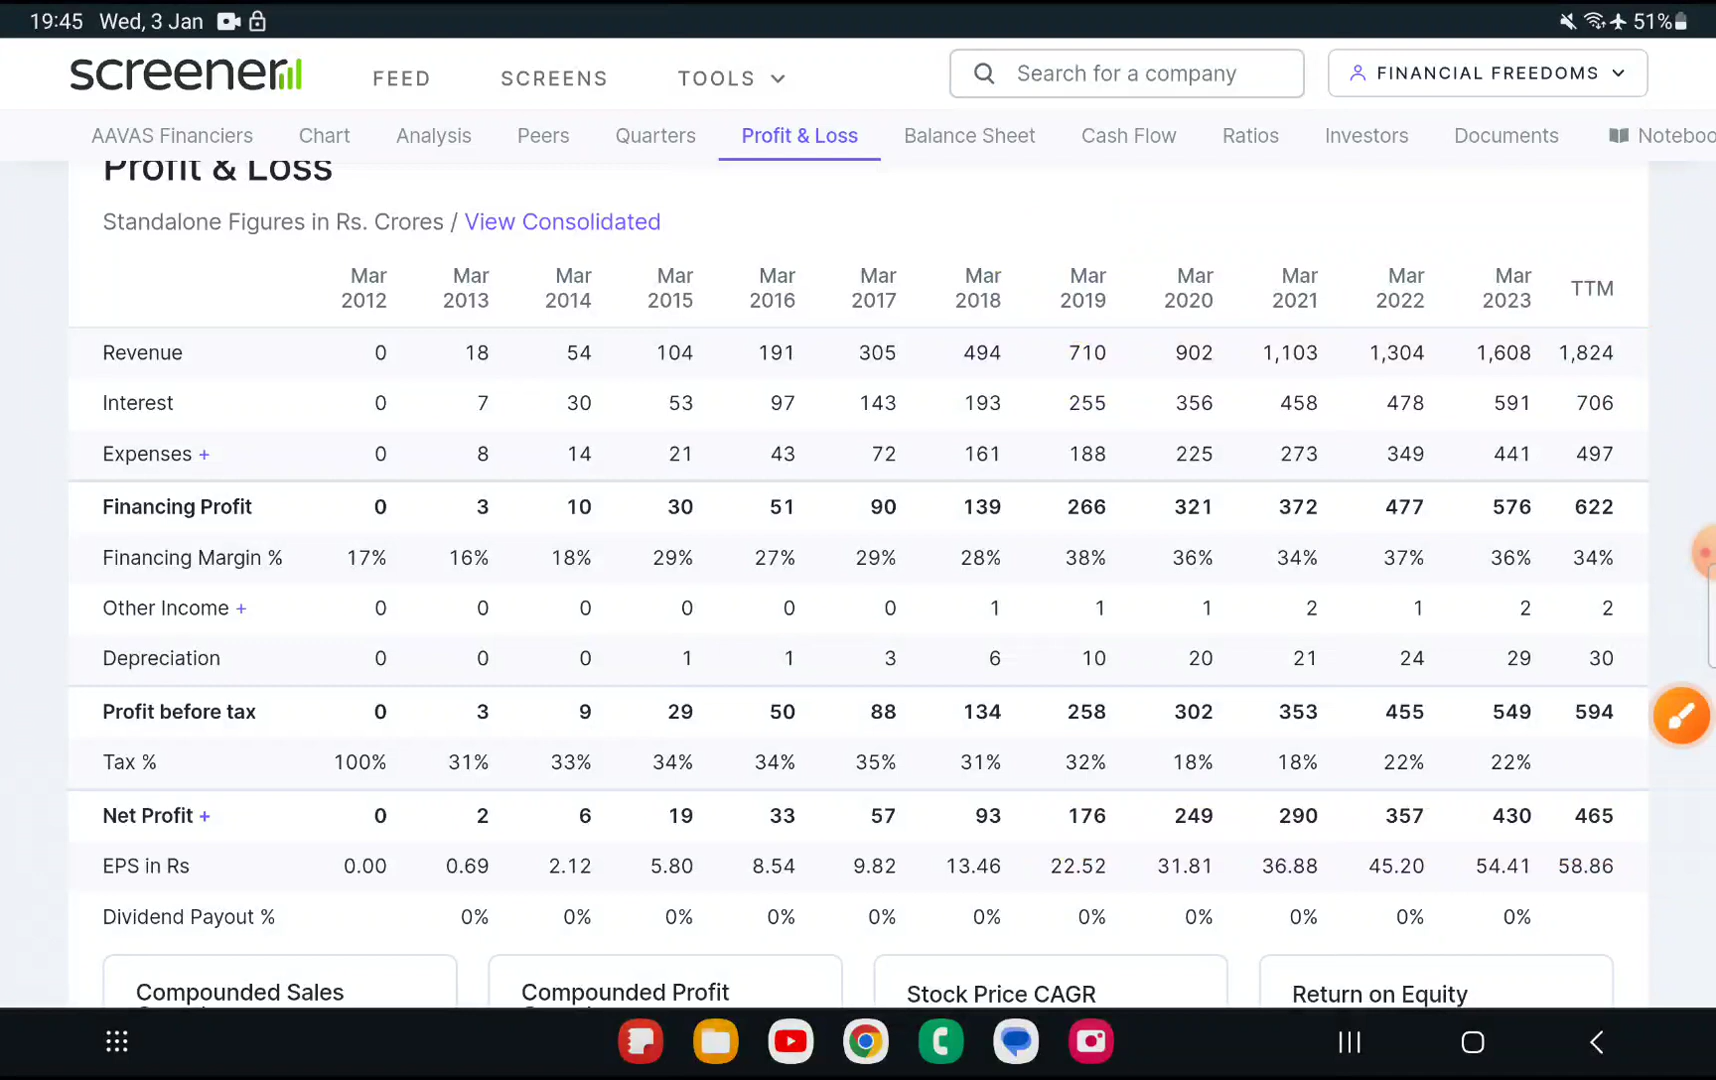 19:45 Wed, 3 Jan 51%
screener FEED SCREENS TOOLS Search for a company FINANCIAL FREEDOMS
AAVAS Financiers Chart Analysis Peers Quarters Profit & Loss Balance Sheet Cash Flow Ratios Investors Documents Noteboo
Profit & Loss
Standalone Figures in Rs. Crores / View Consolidated
Mar Mar Mar Mar Mar Mar Mar Mar Mar Mar Mar Mar
2012 2013 2014 2015 2016 2017 2018 2019 2020 2021 2022 2023 TTM
Revenue 0 18 54 104 191 305 494 710 902 1,103 1,304 1,608 1,824
Interest 0 7 30 53 97 143 193 255 356 458 478 591 706
Expenses + 0 8 14 21 43 72 161 188 225 273 349 441 497
Financing Profit 0 3 10 30 51 90 139 266 321 372 477 576 622
Financing Margin % 17% 16% 18% 29% 27% 29% 28% 38% 36% 34% 37% 36% 34%
Other Income + 0 0 0 0 0 0 1 1 1 2 1 2 2
Depreciation 0 0 0 1 1 3 6 10 20 21 24 29 30
Profit before tax 0 3 9 29 50 88 134 258 302 353 455 549 594
Tax % 100% 31% 33% 34% 34% 35% 31% 32% 18% 18% 22% 22%
Net Profit + 0 2 6 19 33 57 93 176 249 290 357 430 465
EPS in Rs 0.00 0.69 2.12 5.80 8.54 9.82 13.46 22.52 31.81 36.88 45.20 54.41 58.86
Dividend Payout % 0% 0% 0% 0% 0% 0% 0% 0% 0% 0% 0%
Compounded Sales Compounded Profit Stock Price CAGR Return on Equity